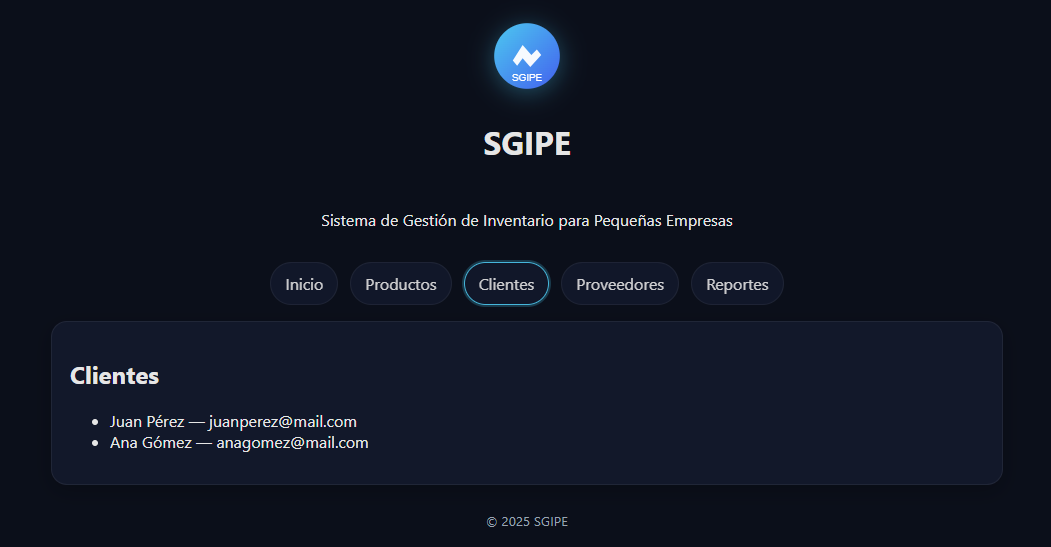 SGIPE
SGIPE
Sistema de Gestión de Inventario para Pequeñas Empresas
Inicio Productos Clientes Proveedores Reportes
Clientes
• Juan Pérez — juanperez@mail.com
• Ana Gómez — anagomez@mail.com
© 2025 SGIPE